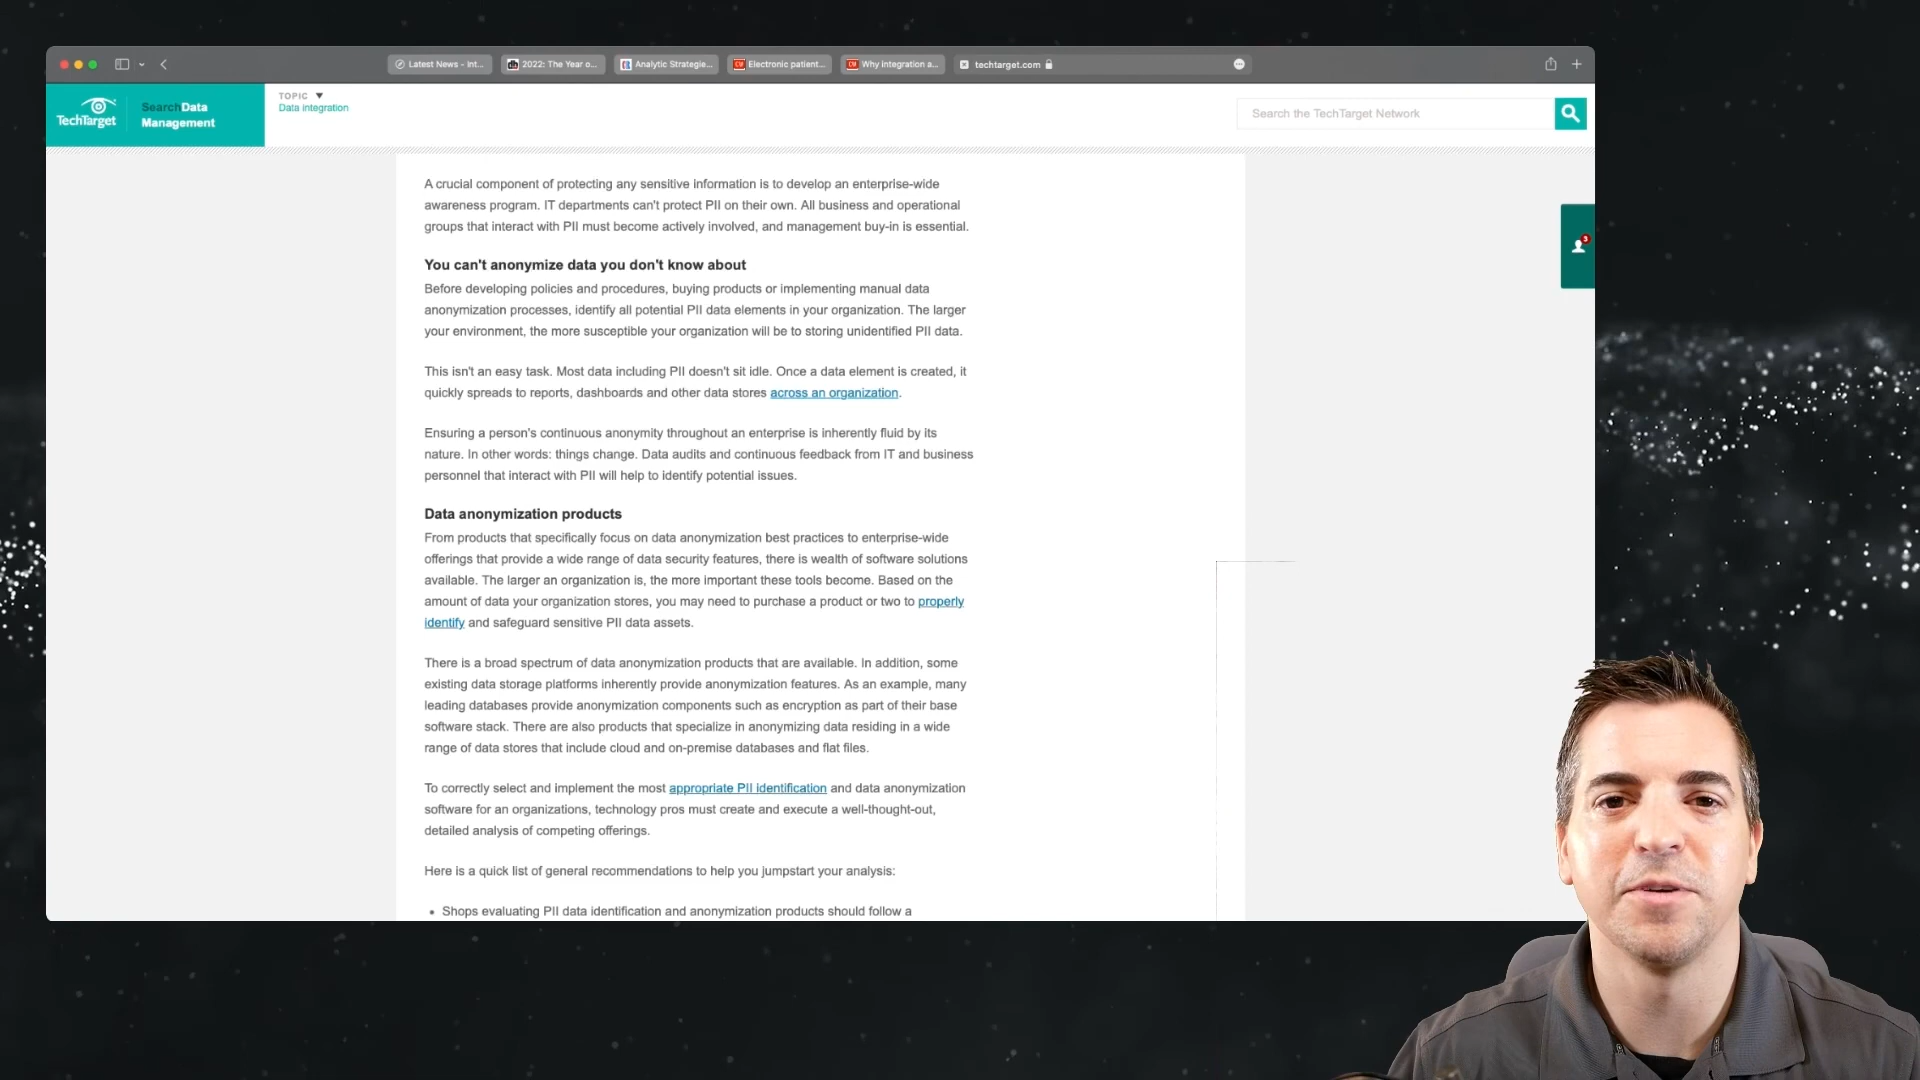 Latest News - Int...
2022: The Year o...
Analytic Strategie...
Electronic patient...
Why integration a...
techtarget.com
TechTarget
SearchData
Management
TOPIC
Data integration
Search the TechTarget Network
3
A crucial component of protecting any sensitive information is to develop an enterprise-wide
awareness program. IT departments can't protect PII on their own. All business and operational
groups that interact with PII must become actively involved, and management buy-in is essential.
You can't anonymize data you don't know about
Before developing policies and procedures, buying products or implementing manual data
anonymization processes, identify all potential PII data elements in your organization. The larger
your environment, the more susceptible your organization will be to storing unidentified PII data.
This isn't an easy task. Most data including PII doesn't sit idle. Once a data element is created, it
quickly spreads to reports, dashboards and other data stores across an organization.
Ensuring a person's continuous anonymity throughout an enterprise is inherently fluid by its
nature. In other words: things change. Data audits and continuous feedback from IT and business
personnel that interact with PII will help to identify potential issues.
Data anonymization products
From products that specifically focus on data anonymization best practices to enterprise-wide
offerings that provide a wide range of data security features, there is wealth of software solutions
available. The larger an organization is, the more important these tools become. Based on the
amount of data your organization stores, you may need to purchase a product or two to properly
identify and safeguard sensitive PII data assets.
There is a broad spectrum of data anonymization products that are available. In addition, some
existing data storage platforms inherently provide anonymization features. As an example, many
leading databases provide anonymization components such as encryption as part of their base
software stack. There are also products that specialize in anonymizing data residing in a wide
range of data stores that include cloud and on-premise databases and flat files.
To correctly select and implement the most appropriate PII identification and data anonymization
software for an organizations, technology pros must create and execute a well-thought-out,
detailed analysis of competing offerings.
Here is a quick list of general recommendations to help you jumpstart your analysis:
• Shops evaluating PII data identification and anonymization products should follow a